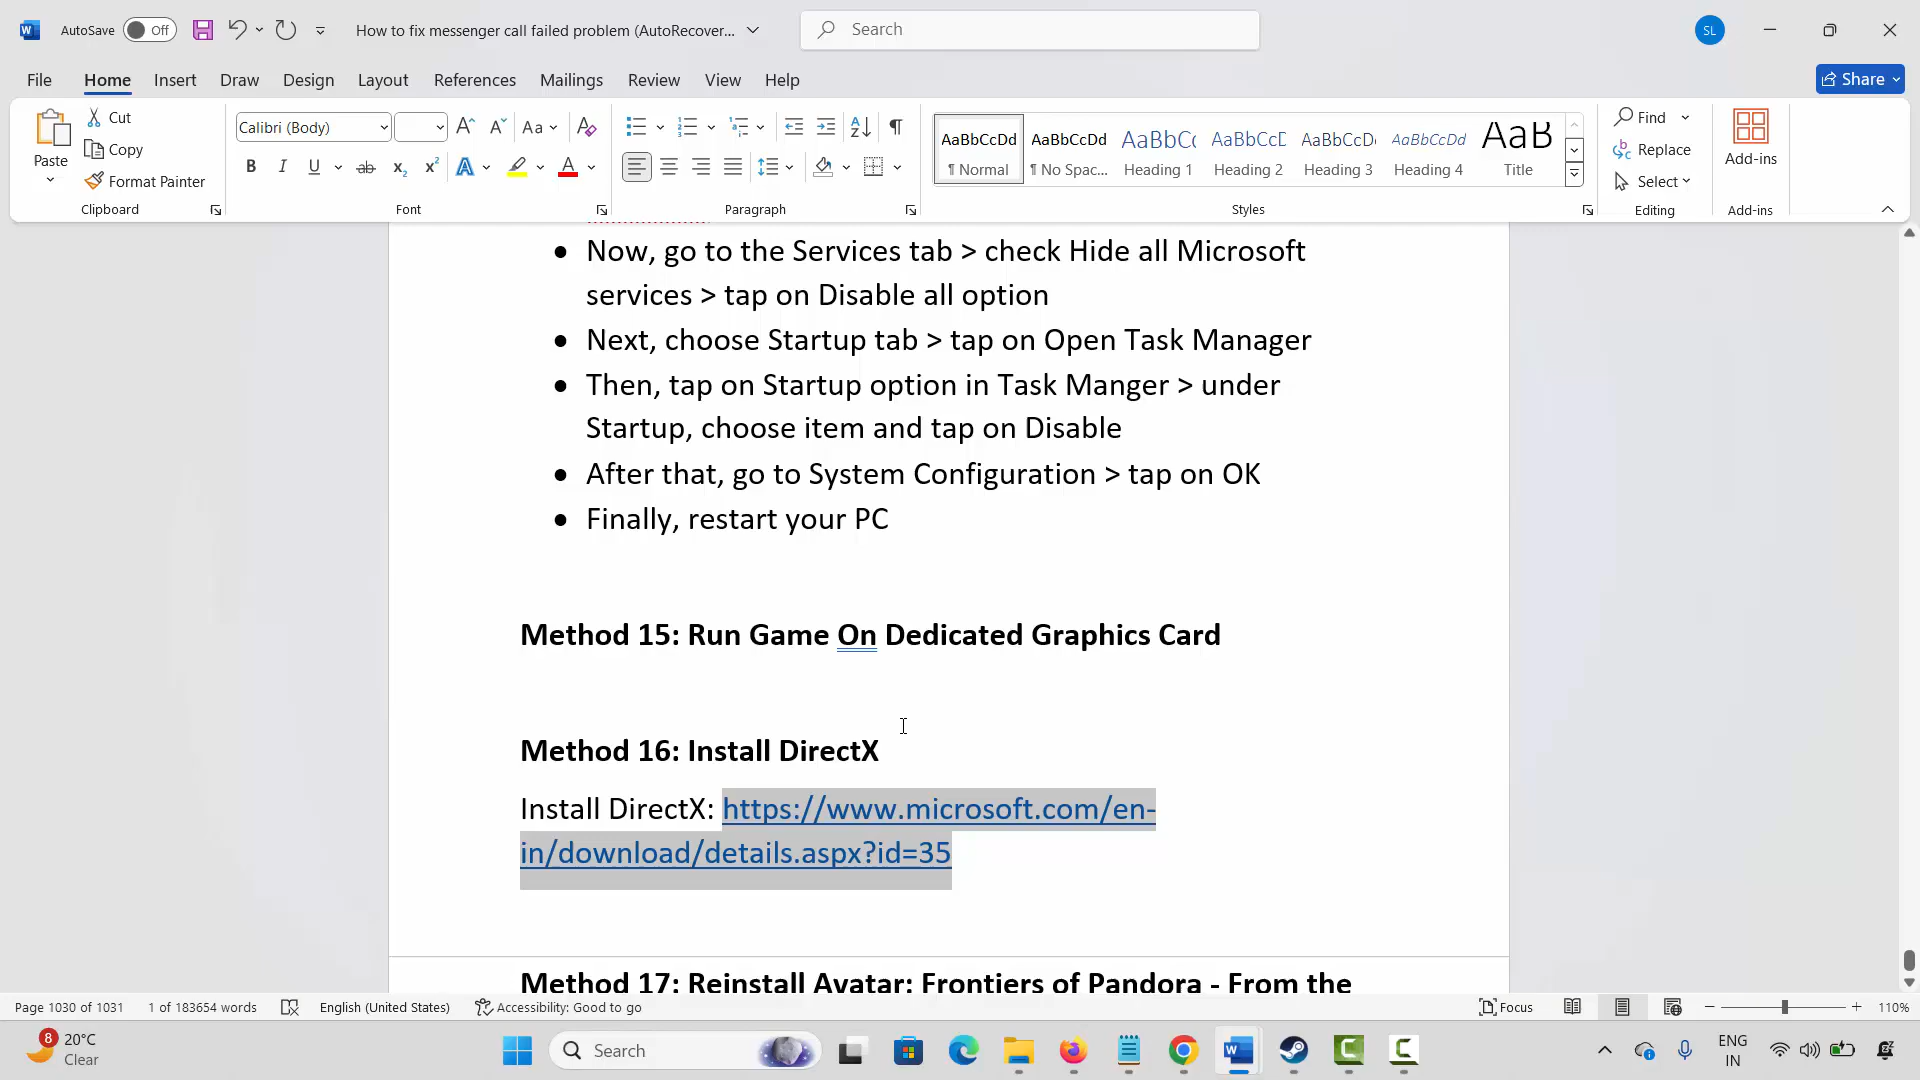 AutoSave Off How to fix messenger call failed problem (AutoRecover... Search SL
File Home Insert Draw Design Layout References Mailings Review View Help Share
Paste Cut Copy Format Painter Clipboard
Calibri (Body) Font
Paragraph
AaBbCcDd ¶ Normal
AaBbCcDd ¶ No Spac...
AaBbCc Heading 1
AaBbCcD Heading 2
AaBbCcD Heading 3
AaBbCcDd Heading 4
AaB Title
Styles
Find Replace Select Editing
Add-ins Add-ins
• Now, go to the Services tab > check Hide all Microsoft
services > tap on Disable all option
• Next, choose Startup tab > tap on Open Task Manager
• Then, tap on Startup option in Task Manger > under
Startup, choose item and tap on Disable
• After that, go to System Configuration > tap on OK
• Finally, restart your PC
Method 15: Run Game On Dedicated Graphics Card
Method 16: Install DirectX
Install DirectX: https://www.microsoft.com/en-
in/download/details.aspx?id=35
Method 17: Reinstall Avatar: Frontiers of Pandora - From the
Page 1030 of 1031 1 of 183654 words English (United States) Accessibility: Good to go Focus 110%
8 20°C Clear Search ENG IN